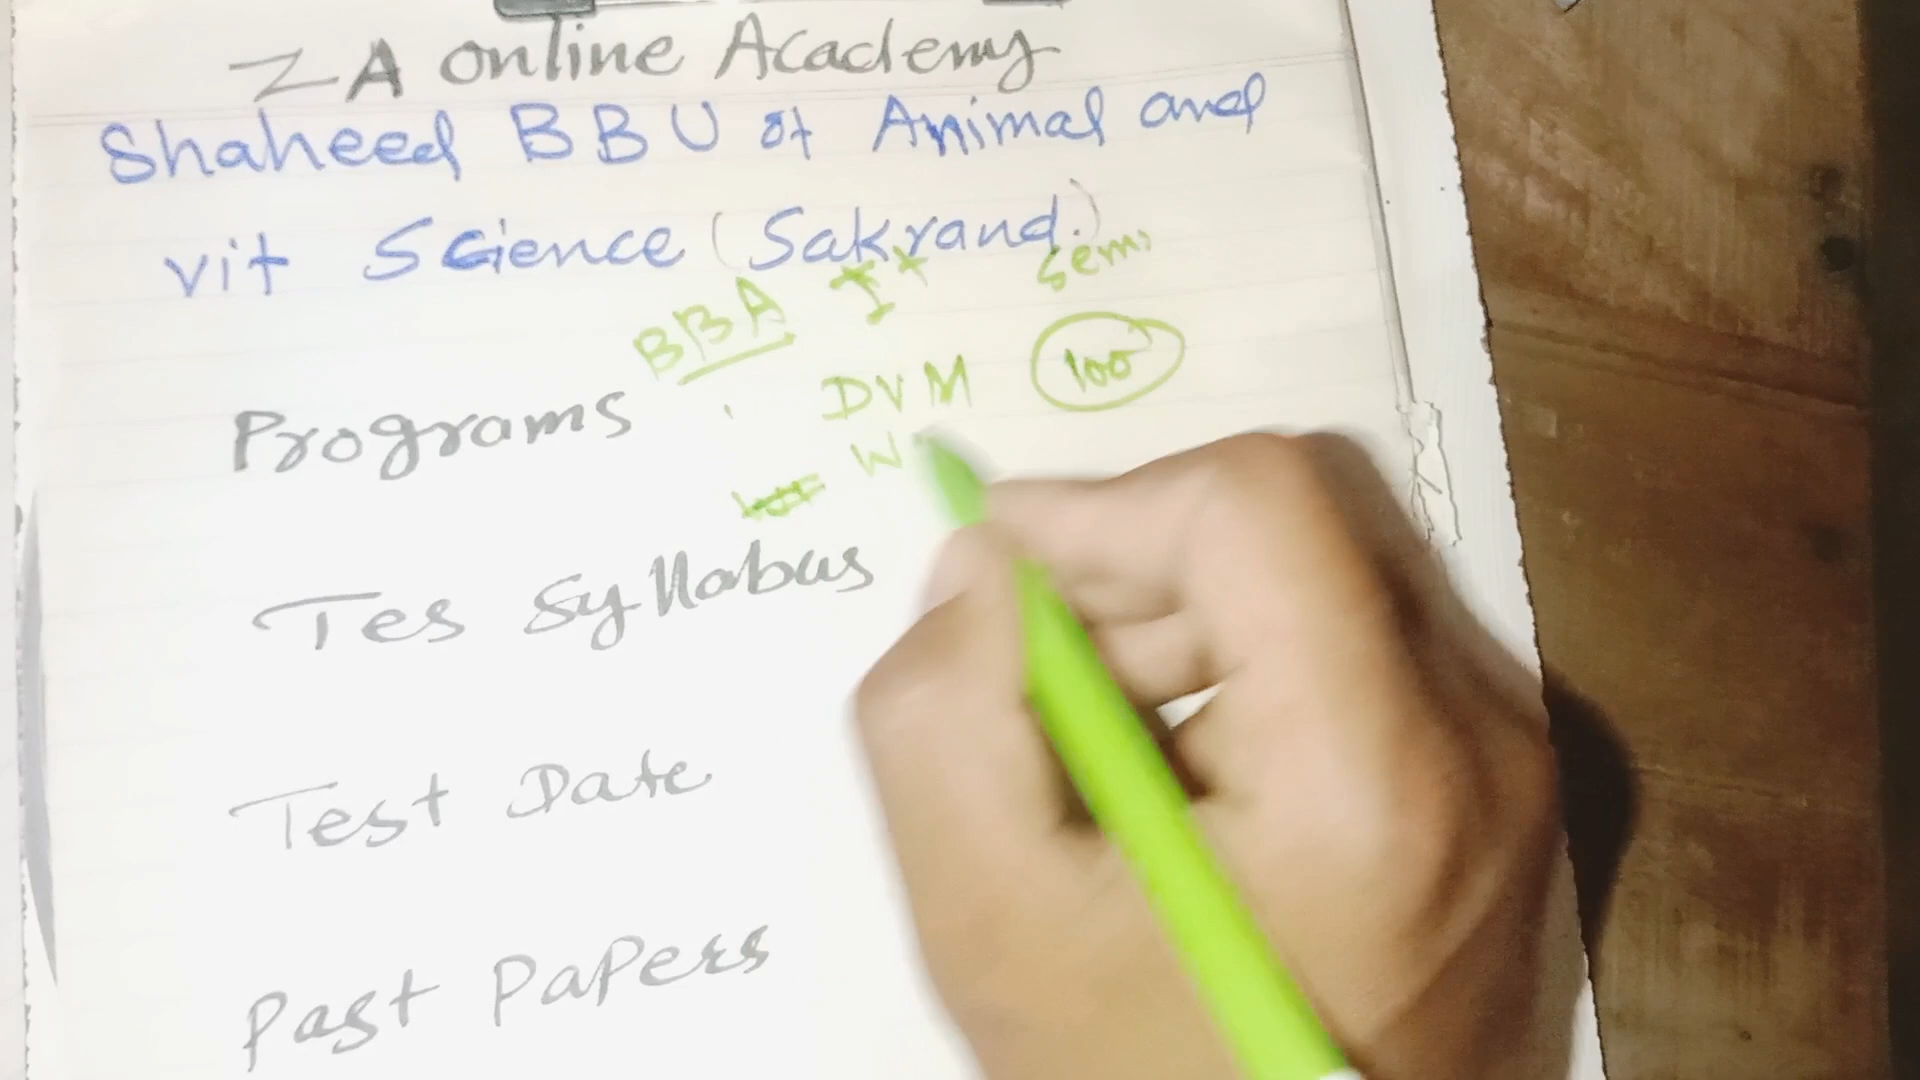 ZA online Academy
Shaheed BBU of Animal and
vit Science (Sakrand.)
BBA Sem
DVM 100
Programs
W
Tes Syllabus
Test Date
Past Papers